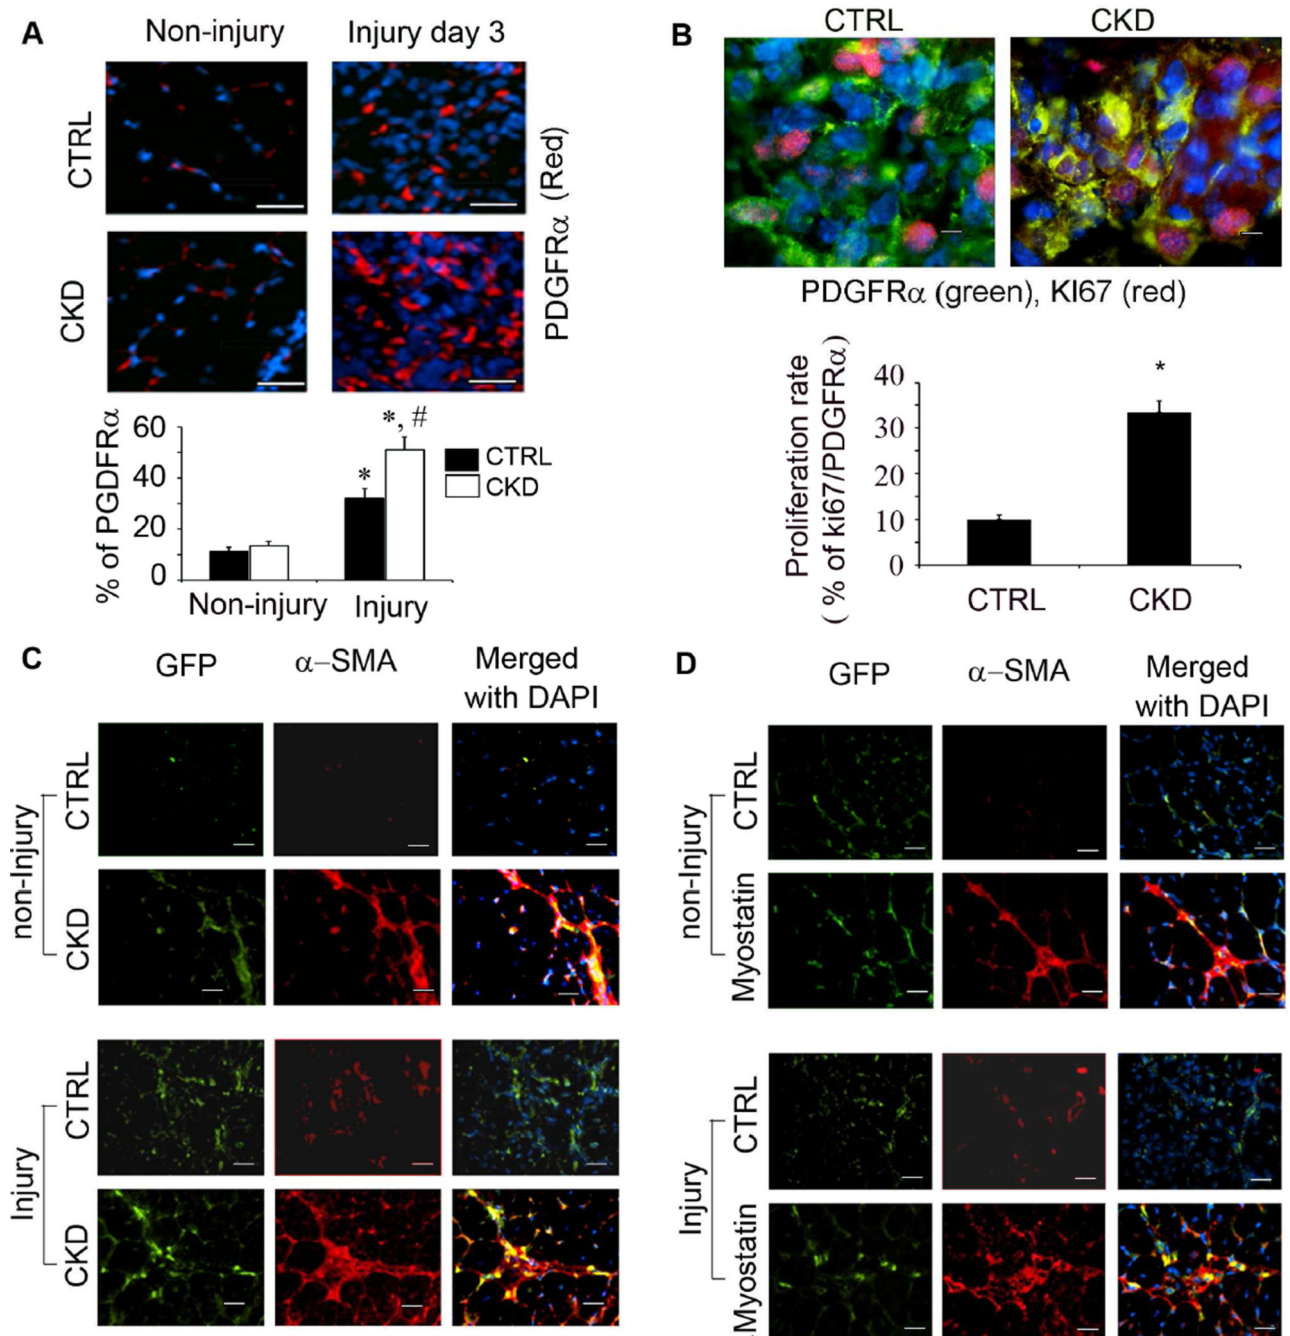 A
Non-injury
Injury day 3
CTRL
CKD
PDGFRα (Red)
% of PGDFRα
60
40
20
0
*
*, #
CTRL
CKD
Non-injury
Injury
B
CTRL
CKD
PDGFRα (green), KI67 (red)
Proliferation rate
( % of ki67/PDGFRα)
40
30
20
10
0
*
CTRL
CKD
C
GFP
α–SMA
Merged
with DAPI
non-Injury
CTRL
CKD
Injury
CTRL
CKD
D
GFP
α–SMA
Merged
with DAPI
non-Injury
CTRL
Myostatin
Injury
CTRL
Myostatin